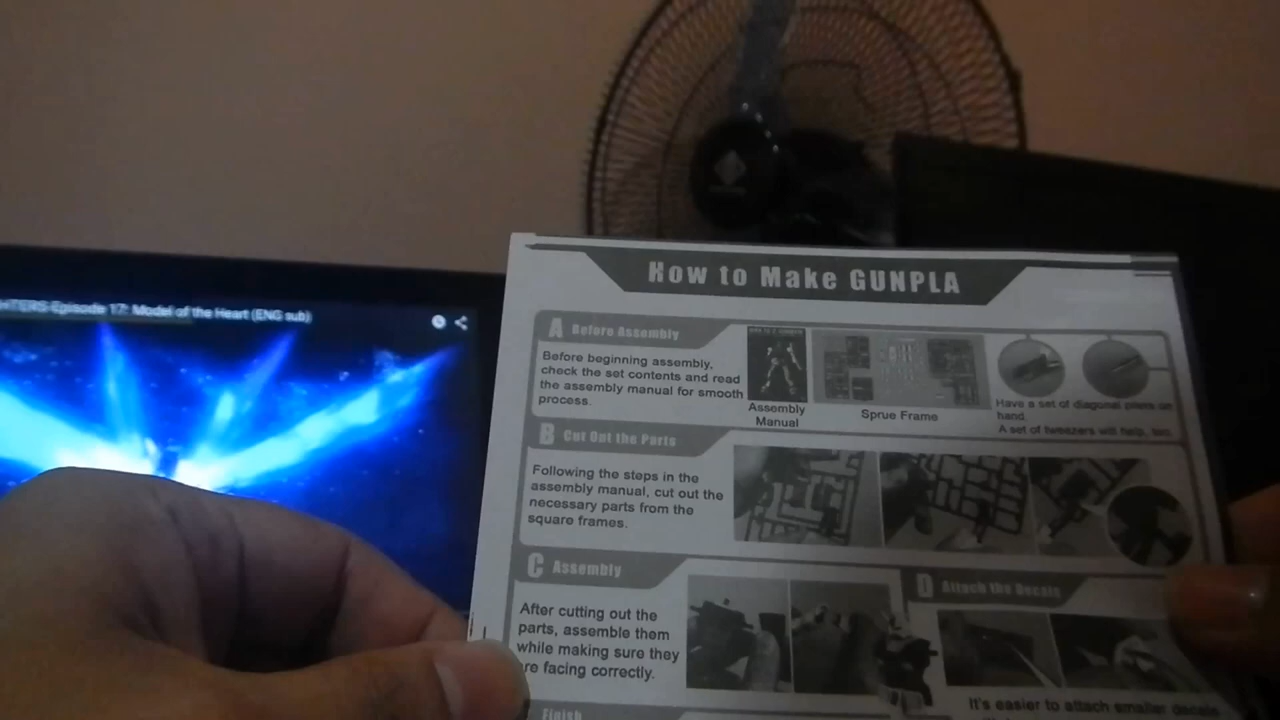 HTERS Episode 17: Model of the Heart (ENG sub)
How to Make GUNPLA
A Before Assembly
Before beginning assembly,
check the set contents and read
the assembly manual for smooth
process.
Assembly
Manual
Sprue Frame
Have a set of diagonal pliers on
hand.
A set of tweezers will help, too.
B Cut Out the Parts
Following the steps in the
assembly manual, cut out the
necessary parts from the
square frames.
C Assembly
After cutting out the
parts, assemble them
while making sure they
re facing correctly.
D Attach the Decals
It's easier to attach smaller decals
Finish